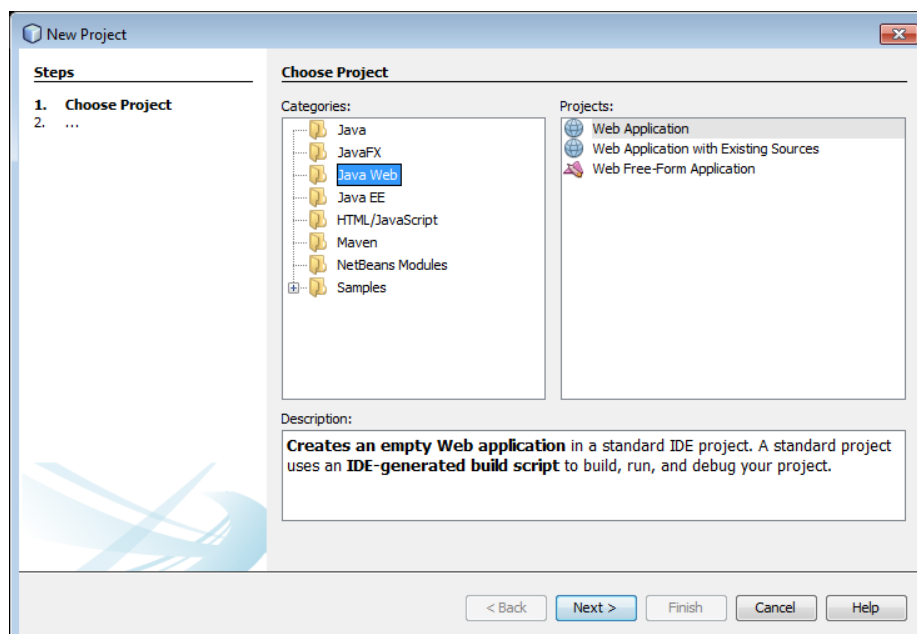 New Project
Steps
1. Choose Project
2. ...
Choose Project
Categories:
Java
JavaFX
Java Web
Java EE
HTML/JavaScript
Maven
NetBeans Modules
Samples
Projects:
Web Application
Web Application with Existing Sources
Web Free-Form Application
Description:
Creates an empty Web application in a standard IDE project. A standard project
uses an IDE-generated build script to build, run, and debug your project.
< Back
Next >
Finish
Cancel
Help